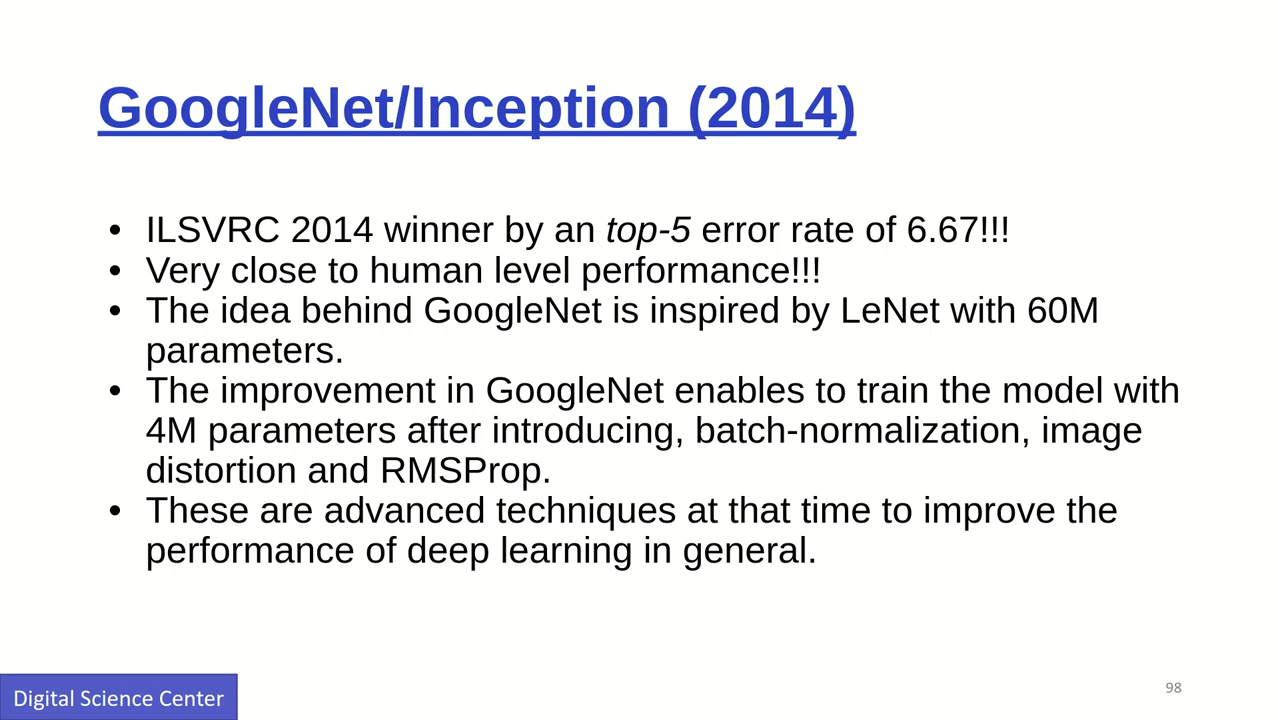 GoogleNet/Inception (2014)
• ILSVRC 2014 winner by an top-5 error rate of 6.67!!!
• Very close to human level performance!!!
• The idea behind GoogleNet is inspired by LeNet with 60M
parameters.
• The improvement in GoogleNet enables to train the model with
4M parameters after introducing, batch-normalization, image
distortion and RMSProp.
• These are advanced techniques at that time to improve the
performance of deep learning in general.
Digital Science Center
98